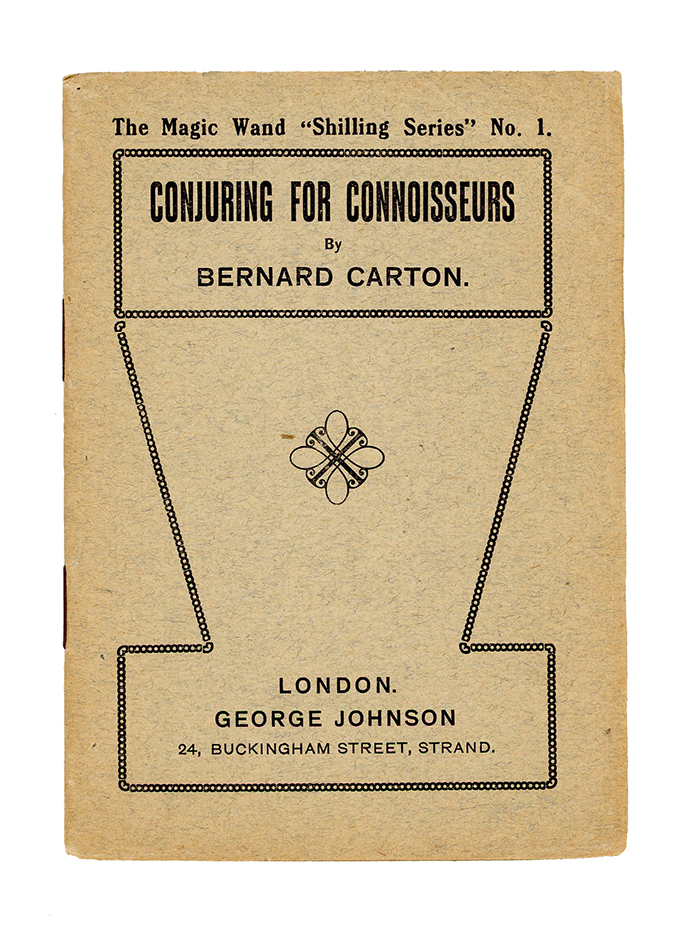 The Magic Wand “Shilling Series” No. 1.
CONJURING FOR CONNOISSEURS
By
BERNARD CARTON.
LONDON.
GEORGE JOHNSON
24, BUCKINGHAM STREET, STRAND.